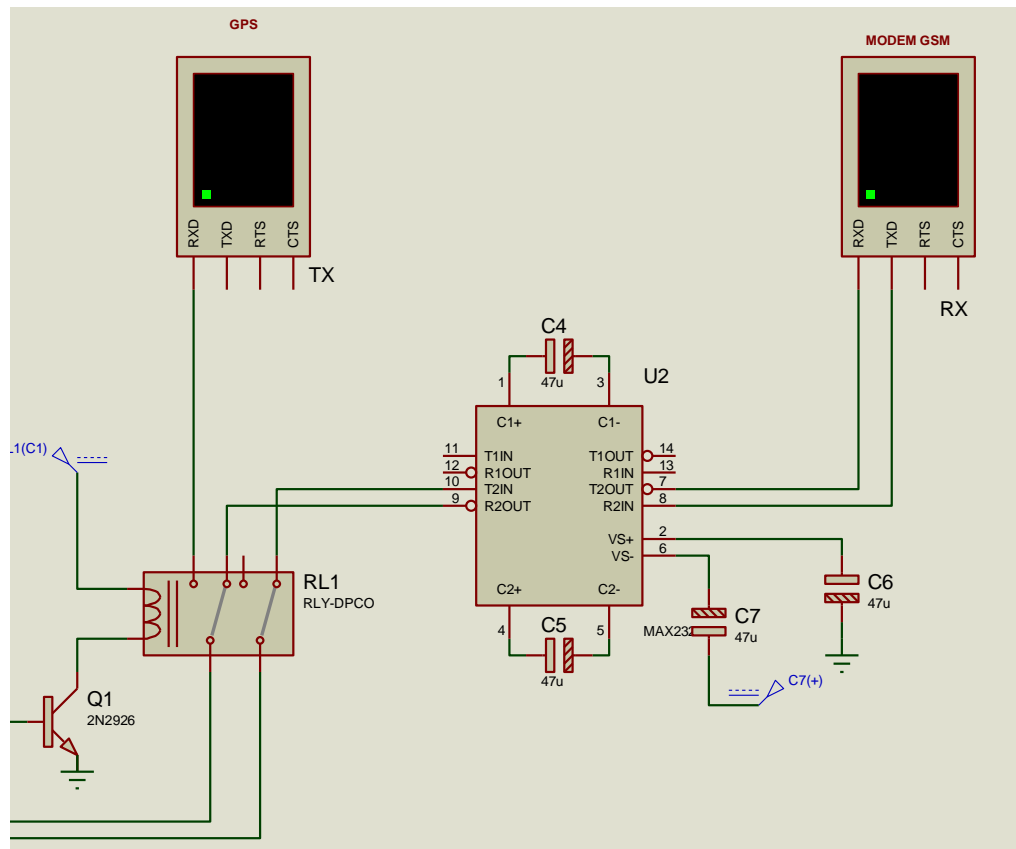 GPS
MODEM GSM
RXD
TXD
RTS
CTS
TX
RXD
TXD
RTS
CTS
RX
C4
47u
U2
1
3
C1+
C1-
11
T1IN
T1OUT
14
12
R1OUT
R1IN
13
10
T2IN
T2OUT
7
9
R2OUT
R2IN
8
VS+
2
VS-
6
C2+
C2-
4
5
C5
47u
MAX232
C7
47u
C6
47u
C7(+)
L1(C1)
RL1
RLY-DPCO
Q1
2N2926